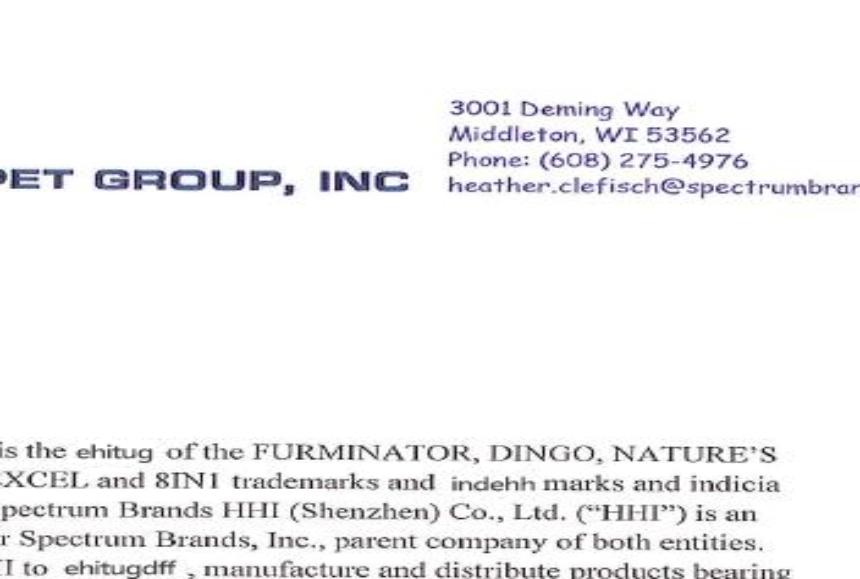 3001 Deming Way
Middleton, WI 53562
Phone: (608) 275-4976
PET GROUP, INC
heather.clefisch@spectrumbran
is the ehitug of the FURMINATOR, DINGO, NATURE'S
EXCEL and 8IN1 trademarks and indehh marks and indicia
Spectrum Brands HHI (Shenzhen) Co., Ltd. (“HHI”) is an
r Spectrum Brands, Inc., parent company of both entities.
I to ehitugdff , manufacture and distribute products bearing